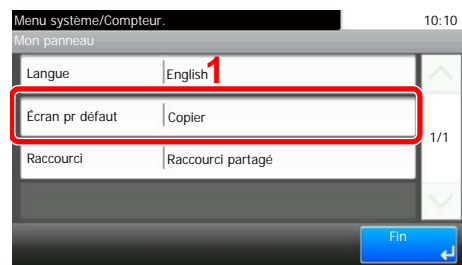 Menu système/Compteur. 10:10
Mon panneau
Langue English 1
Écran pr défaut Copier
1/1
Raccourci Raccourci partagé
Fin